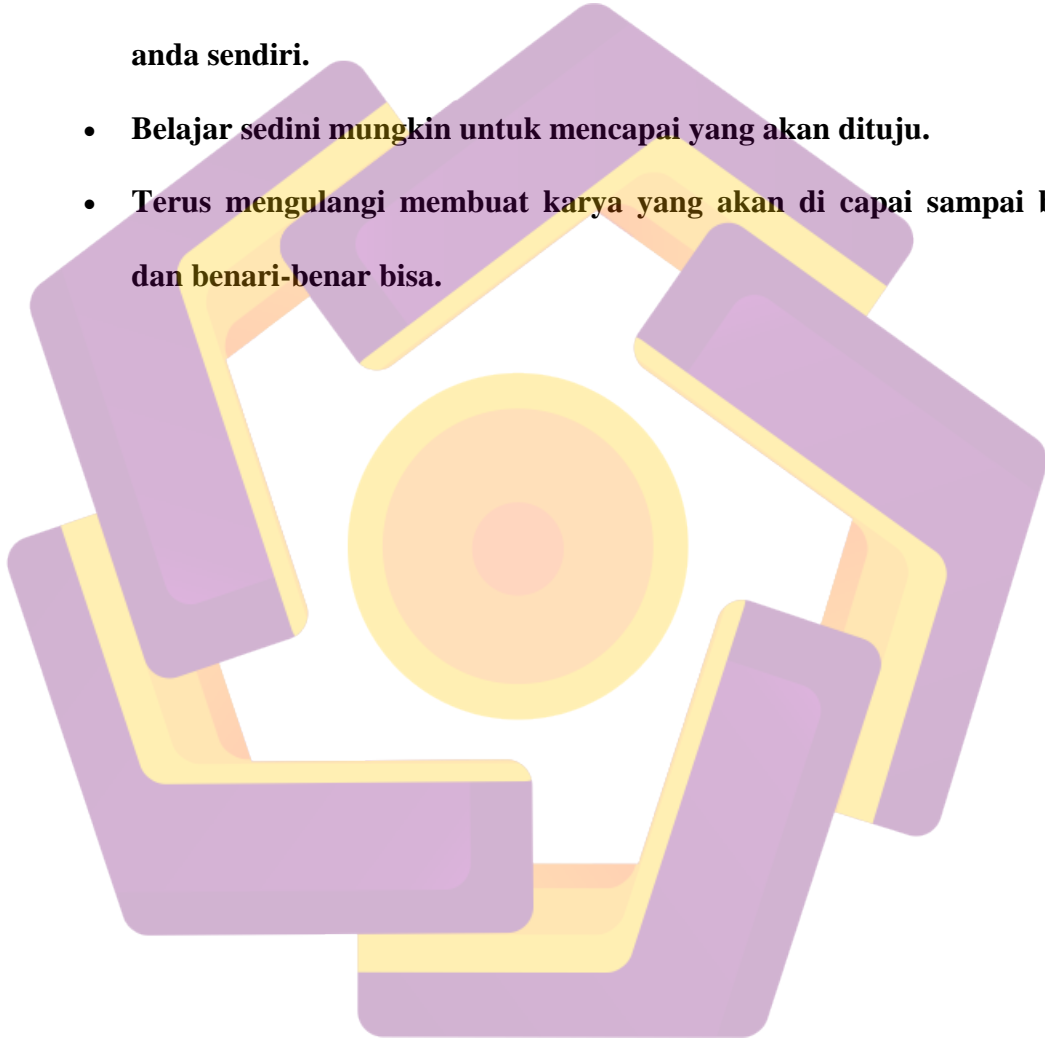 anda sendiri.
• Belajar sedini mungkin untuk mencapai yang akan dituju.
• Terus mengulangi membuat karya yang akan di capai sampai
dan benari-benar bisa.